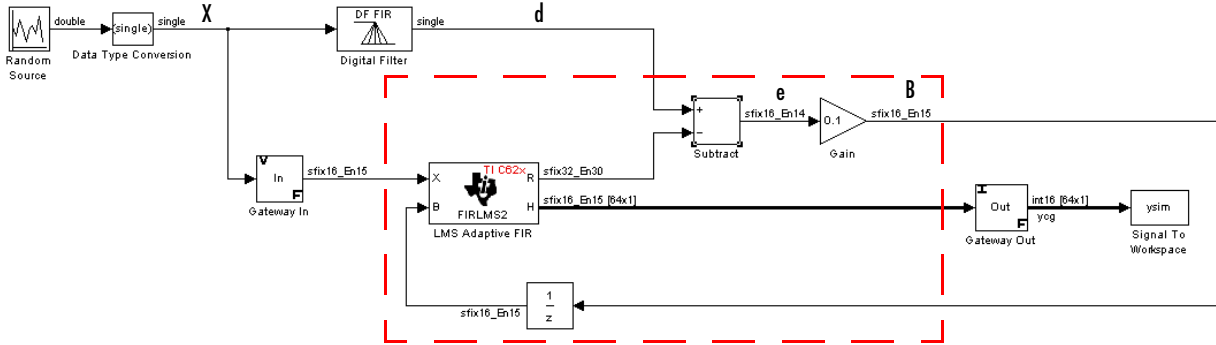 X
d
double
(single)
single
DF FIR
single
Random
Source
Data Type Conversion
Digital Filter
e
B
+
−
sfix16_En14
0.1
sfix16_En15
Subtract
Gain
V
In
F
sfix16_En15
Gateway In
X
TI C62x
R
sfix32_En30
B
FIRLMS2
H
sfix16_En15 [64x1]
LMS Adaptive FIR
I
Out
F
int16 [64x1]
ycg
ysim
Gateway Out
Signal To
Workspace
sfix16_En15
1
z